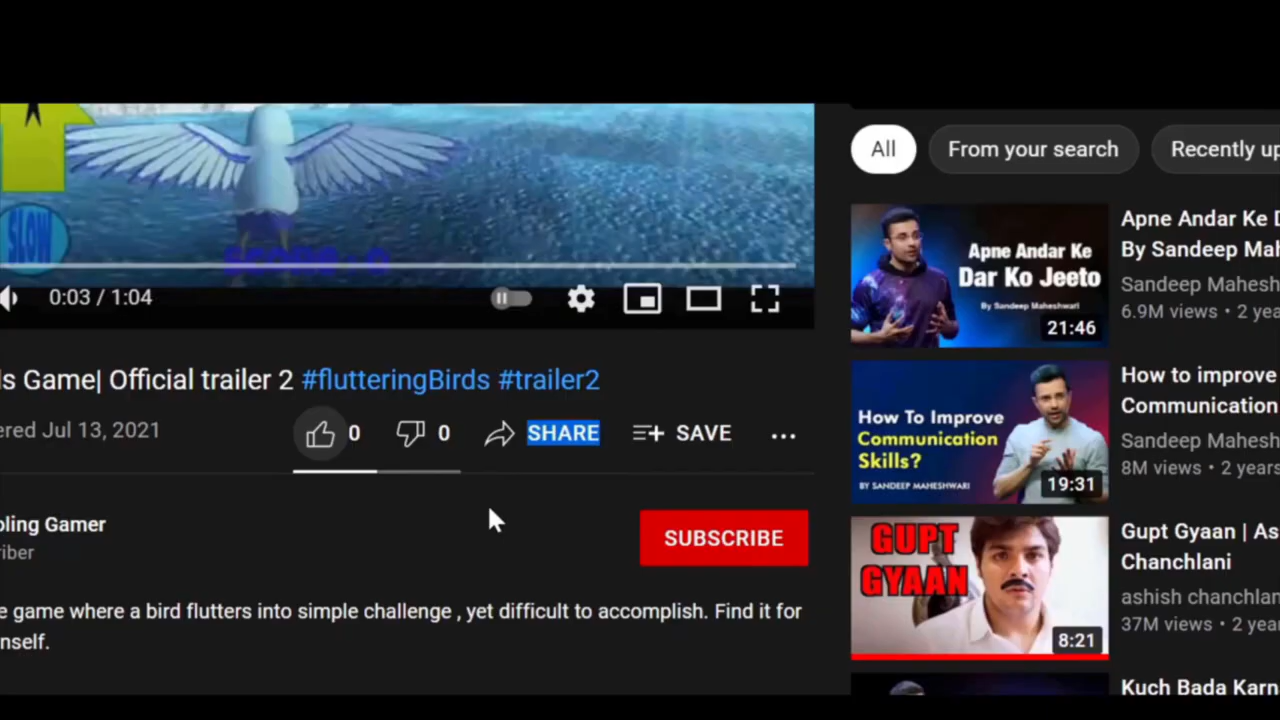 SLOW
SCORE : 0
0:03 / 1:04
ls Game| Official trailer 2 #flutteringBirds #trailer2
ered Jul 13, 2021
0
0
SHARE
SAVE
...
oling Gamer
riber
SUBSCRIBE
e game where a bird flutters into simple challenge , yet difficult to accomplish. Find it for
nself.
All
From your search
Recently up
Apne Andar Ke
Dar Ko Jeeto
By Sandeep Maheshwari
21:46
Apne Andar Ke D
By Sandeep Mah
Sandeep Mahesh
6.9M views • 2 yea
How To Improve
Communication
Skills?
BY SANDEEP MAHESHWARI
19:31
How to improve
Communication
Sandeep Mahesh
8M views • 2 years
GUPT
GYAAN
8:21
Gupt Gyaan | As
Chanchlani
ashish chanchlan
37M views • 2 year
Kuch Bada Karn